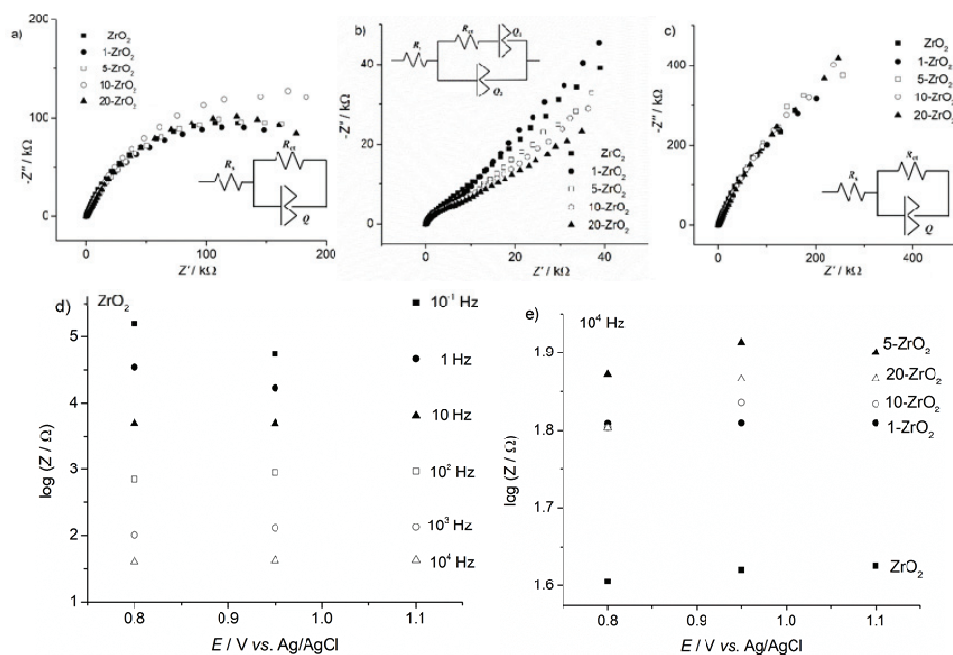 a)
ZrO2
1-ZrO2
5-ZrO2
10-ZrO2
20-ZrO2
Rs
Rct
Q
200
100
0
-Z'' / kΩ
0 100 200
Z' / kΩ
b)
Rs
Rct
Q1
Q2
40
20
0
-Z'' / kΩ
ZrO2
1-ZrO2
5-ZrO2
10-ZrO2
20-ZrO2
0 10 20 30 40
Z' / kΩ
c)
ZrO2
1-ZrO2
5-ZrO2
10-ZrO2
20-ZrO2
Rs
Rct
Q
400
200
0
-Z'' / kΩ
0 200 400
Z' / kΩ
d)
ZrO2
10-1 Hz
1 Hz
10 Hz
102 Hz
103 Hz
104 Hz
5
4
3
2
1
log (Z / Ω)
0.8 0.9 1.0 1.1
E / V vs. Ag/AgCl
e)
104 Hz
5-ZrO2
20-ZrO2
10-ZrO2
1-ZrO2
ZrO2
1.9
1.8
1.7
1.6
log (Z / Ω)
0.8 0.9 1.0 1.1
E / V vs. Ag/AgCl